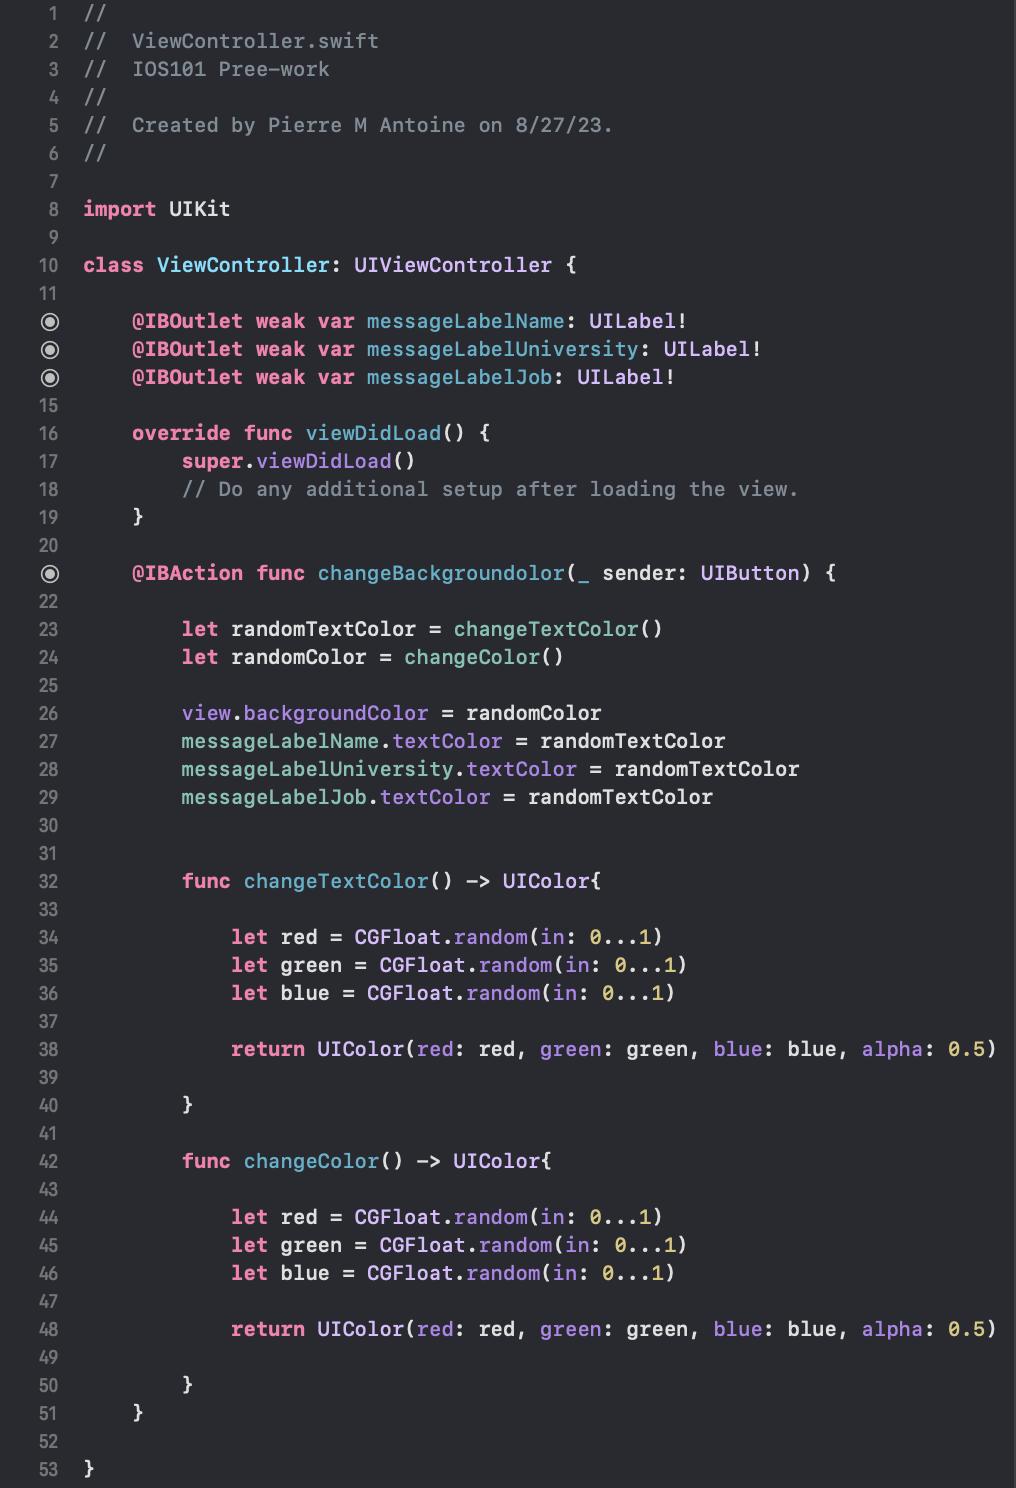 1 //
2 //  ViewController.swift
3 //  IOS101 Pree-work
4 //
5 //  Created by Pierre M Antoine on 8/27/23.
6 //
7
8 import UIKit
9
10 class ViewController: UIViewController {
11
@IBOutlet weak var messageLabelName: UILabel!
@IBOutlet weak var messageLabelUniversity: UILabel!
@IBOutlet weak var messageLabelJob: UILabel!
15
16     override func viewDidLoad() {
17         super.viewDidLoad()
18         // Do any additional setup after loading the view.
19     }
20
@IBAction func changeBackgroundolor(_ sender: UIButton) {
22
23         let randomTextColor = changeTextColor()
24         let randomColor = changeColor()
25
26         view.backgroundColor = randomColor
27         messageLabelName.textColor = randomTextColor
28         messageLabelUniversity.textColor = randomTextColor
29         messageLabelJob.textColor = randomTextColor
30
31
32         func changeTextColor() -> UIColor{
33
34             let red = CGFloat.random(in: 0...1)
35             let green = CGFloat.random(in: 0...1)
36             let blue = CGFloat.random(in: 0...1)
37
38             return UIColor(red: red, green: green, blue: blue, alpha: 0.5)
39
40         }
41
42         func changeColor() -> UIColor{
43
44             let red = CGFloat.random(in: 0...1)
45             let green = CGFloat.random(in: 0...1)
46             let blue = CGFloat.random(in: 0...1)
47
48             return UIColor(red: red, green: green, blue: blue, alpha: 0.5)
49
50         }
51     }
52
53 }